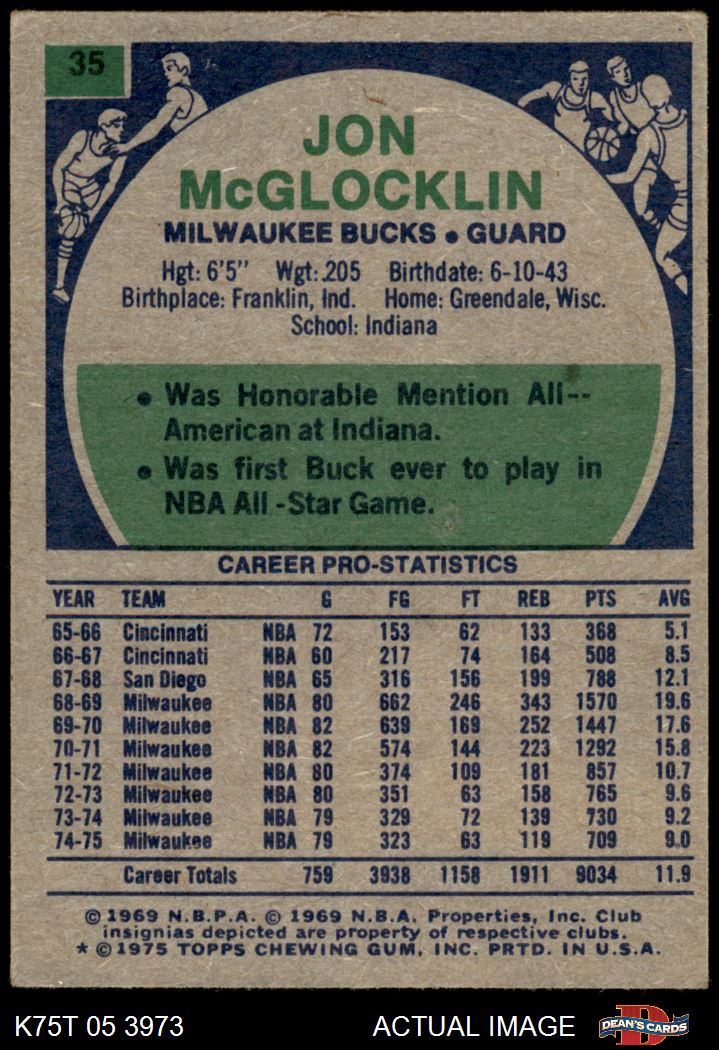 35
JON
McGLOCKLIN
MILWAUKEE BUCKS • GUARD
Hgt: 6'5" Wgt: 205 Birthdate: 6-10-43
Birthplace: Franklin, Ind. Home: Greendale, Wisc.
School: Indiana
• Was Honorable Mention All--
American at Indiana.
• Was first Buck ever to play in
NBA All-Star Game.
CAREER PRO-STATISTICS
YEAR TEAM G FG FT REB PTS AVG
65-66 Cincinnati NBA 72 153 62 133 368 5.1
66-67 Cincinnati NBA 60 217 74 164 508 8.5
67-68 San Diego NBA 65 316 156 199 788 12.1
68-69 Milwaukee NBA 80 662 246 343 1570 19.6
69-70 Milwaukee NBA 82 639 169 252 1447 17.6
70-71 Milwaukee NBA 82 574 144 223 1292 15.8
71-72 Milwaukee NBA 80 374 109 181 857 10.7
72-73 Milwaukee NBA 80 351 63 158 765 9.6
73-74 Milwaukee NBA 79 329 72 139 730 9.2
74-75 Milwaukee NBA 79 323 63 119 709 9.0
Career Totals 759 3938 1158 1911 9034 11.9
© 1969 N.B.P.A. © 1969 N.B.A. Properties, Inc. Club
insignias depicted are property of respective clubs.
* © 1975 TOPPS CHEWING GUM, INC. PRTD. IN U.S.A.
K75T 05 3973 ACTUAL IMAGE DEAN'S CARDS